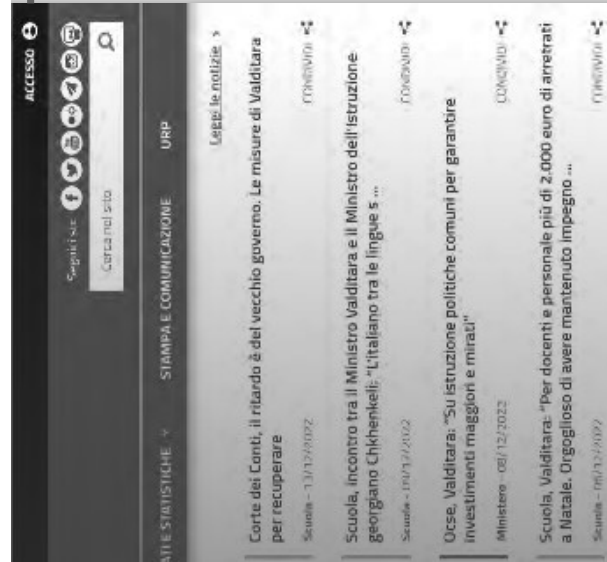 ACCESSO
Seguici su:
Cerca nel sito
ATI E STATISTICHE STAMPA E COMUNICAZIONE URP
Leggi le notizie >
Corte dei Conti, il ritardo è del vecchio governo. Le misure di Valditara
per recuperare
Scuola - 13/12/2022 CONDIVIDI
Scuola, incontro tra il Ministro Valditara e il Ministro dell'Istruzione
georgiano Chkhenkeli: "L'italiano tra le lingue s ...
Scuola - 09/12/2022 CONDIVIDI
Ocse, Valditara: "Su istruzione politiche comuni per garantire
investimenti maggiori e mirati"
Ministero - 08/12/2022 CONDIVIDI
Scuola, Valditara: "Per docenti e personale più di 2.000 euro di arretrati
a Natale. Orgoglioso di avere mantenuto impegno ...
Scuola - 06/12/2022 CONDIVIDI